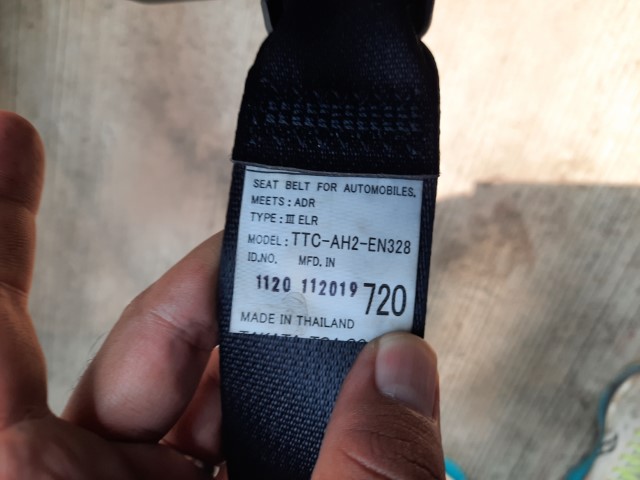 SEAT BELT FOR AUTOMOBILES.
MEETS : ADR
TYPE : Ⅲ ELR
MODEL : TTC-AH2-EN328
ID.NO. MFD. IN
1120 112019 720
MADE IN THAILAND